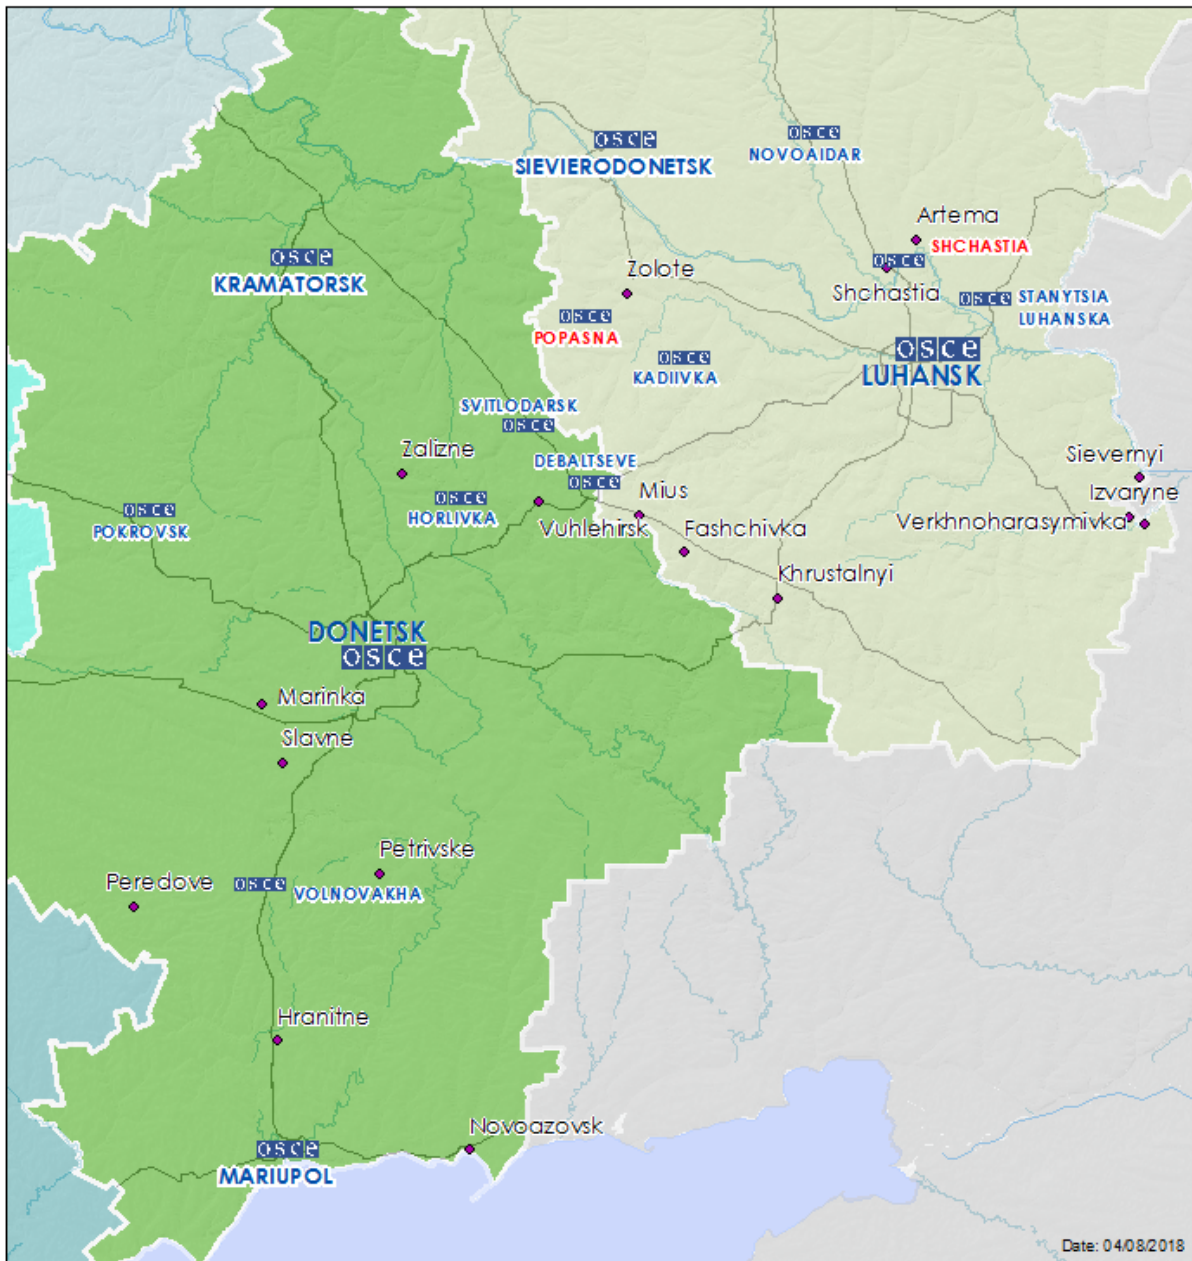 osce
SIEVIERODONETSK
osce
NOVOAIDAR
Artema
SHCHASTIA
osce
Shchastia
osce
KRAMATORSK
Zolote
osce
POPASNA
osce
STANYTSIA
LUHANSKA
osce
LUHANSK
osce
KADIIVKA
SVITLODARSK
osce
Zalizne
DEBALTSEVE
osce
Sievernyi
Izvaryne
Verkhnoharasymivka
osce
POKROVSK
osce
HORLIVKA
Vuhlehirsk
Mius
Fashchivka
Khrustalnyi
DONETSK
osce
Marinka
Slavne
Petrivske
Peredove
osce
VOLNOVAKHA
Hranitne
Novoazovsk
osce
MARIUPOL
Date: 04/08/2018